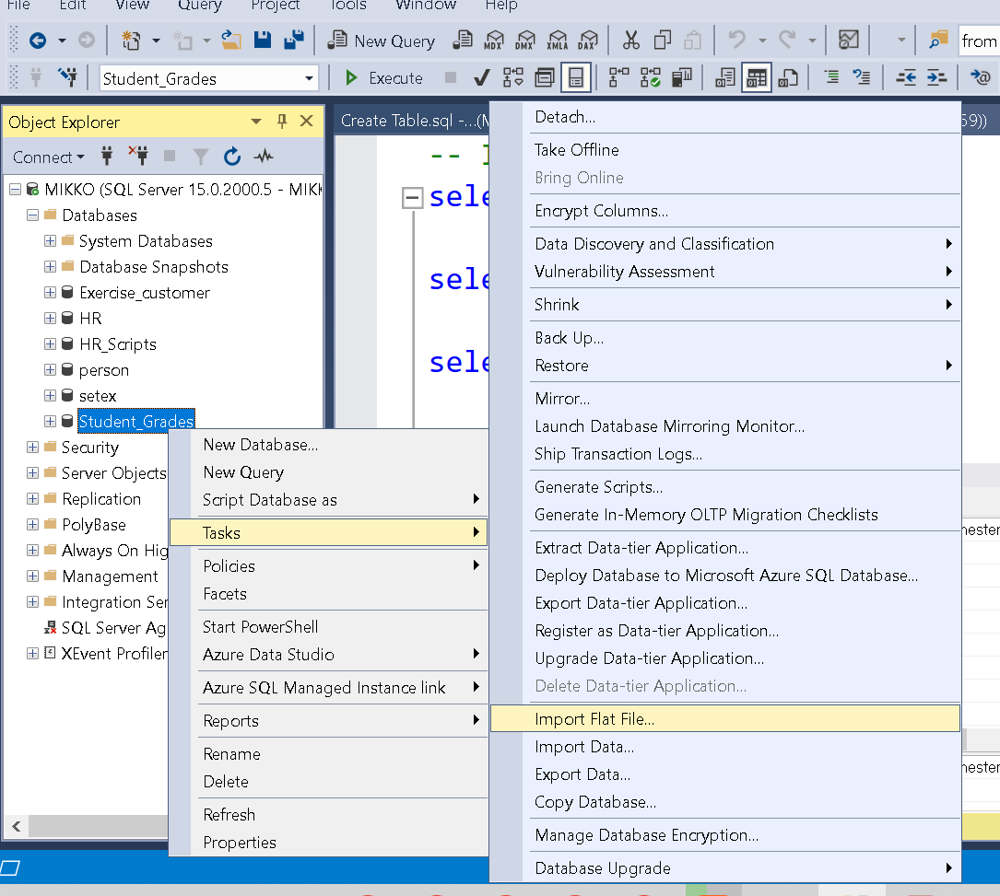 File Edit View Query Project Tools Window Help
New Query MDX DMX XMLA DAX from
Student_Grades Execute
Object Explorer
Connect
MIKKO (SQL Server 15.0.2000.5 - MIKK
Databases
System Databases
Database Snapshots
Exercise_customer
HR
HR_Scripts
person
setex
Student_Grades
Security
Server Objects
Replication
PolyBase
Always On Hig
Management
Integration Ser
SQL Server Ag
XEvent Profiler
Create Table.sql -...(M
59))
--
sele
sele
sele
New Database...
New Query
Script Database as
Tasks
Policies
Facets
Start PowerShell
Azure Data Studio
Azure SQL Managed Instance link
Reports
Rename
Delete
Refresh
Properties
Detach...
Take Offline
Bring Online
Encrypt Columns...
Data Discovery and Classification
Vulnerability Assessment
Shrink
Back Up...
Restore
Mirror...
Launch Database Mirroring Monitor...
Ship Transaction Logs...
Generate Scripts...
Generate In-Memory OLTP Migration Checklists
Extract Data-tier Application...
Deploy Database to Microsoft Azure SQL Database...
Export Data-tier Application...
Register as Data-tier Application...
Upgrade Data-tier Application...
Delete Data-tier Application...
Import Flat File...
Import Data...
Export Data...
Copy Database...
Manage Database Encryption...
Database Upgrade
nester
nester